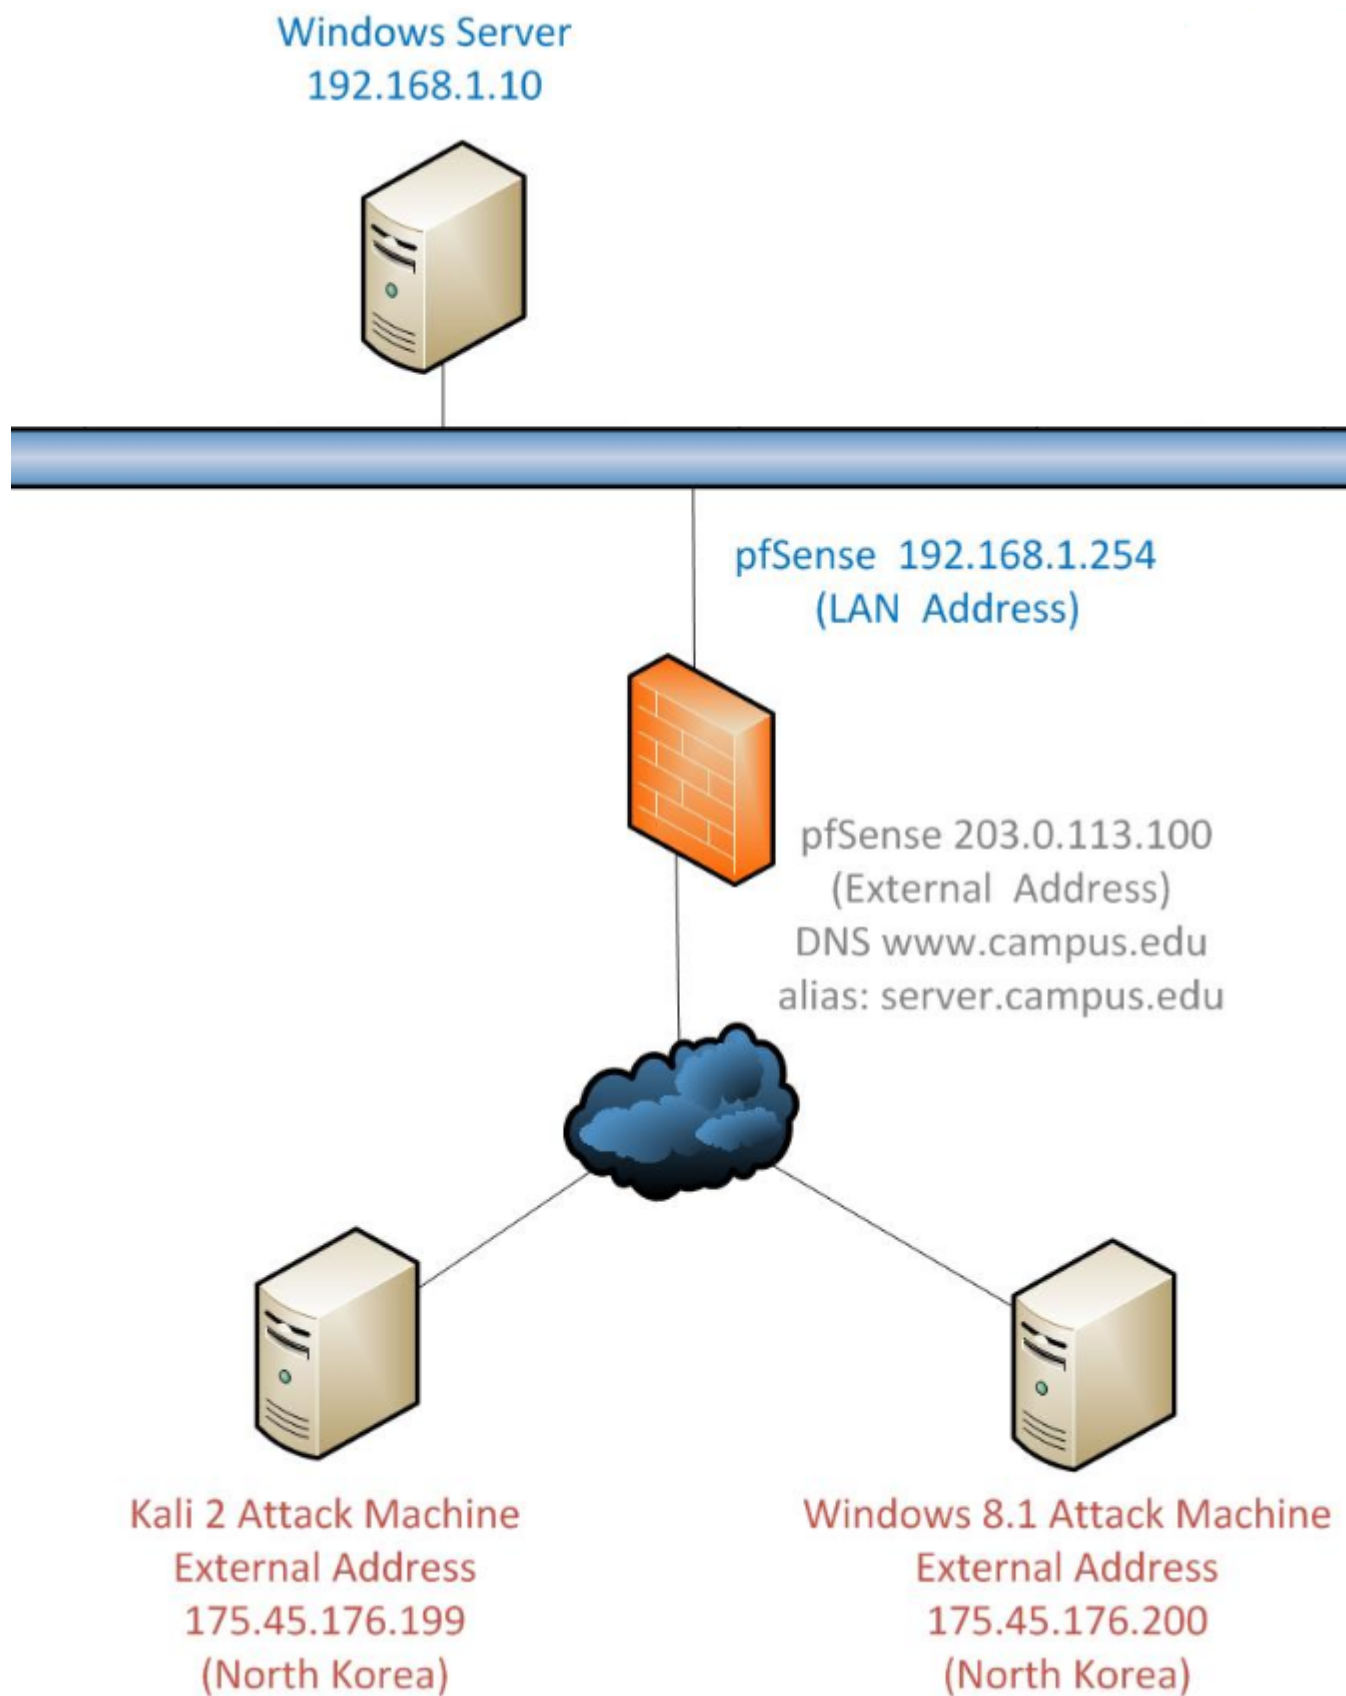 Windows Server
192.168.1.10
pfSense 192.168.1.254
(LAN Address)
pfSense 203.0.113.100
(External Address)
DNS www.campus.edu
alias: server.campus.edu
Kali 2 Attack Machine
External Address
175.45.176.199
(North Korea)
Windows 8.1 Attack Machine
External Address
175.45.176.200
(North Korea)